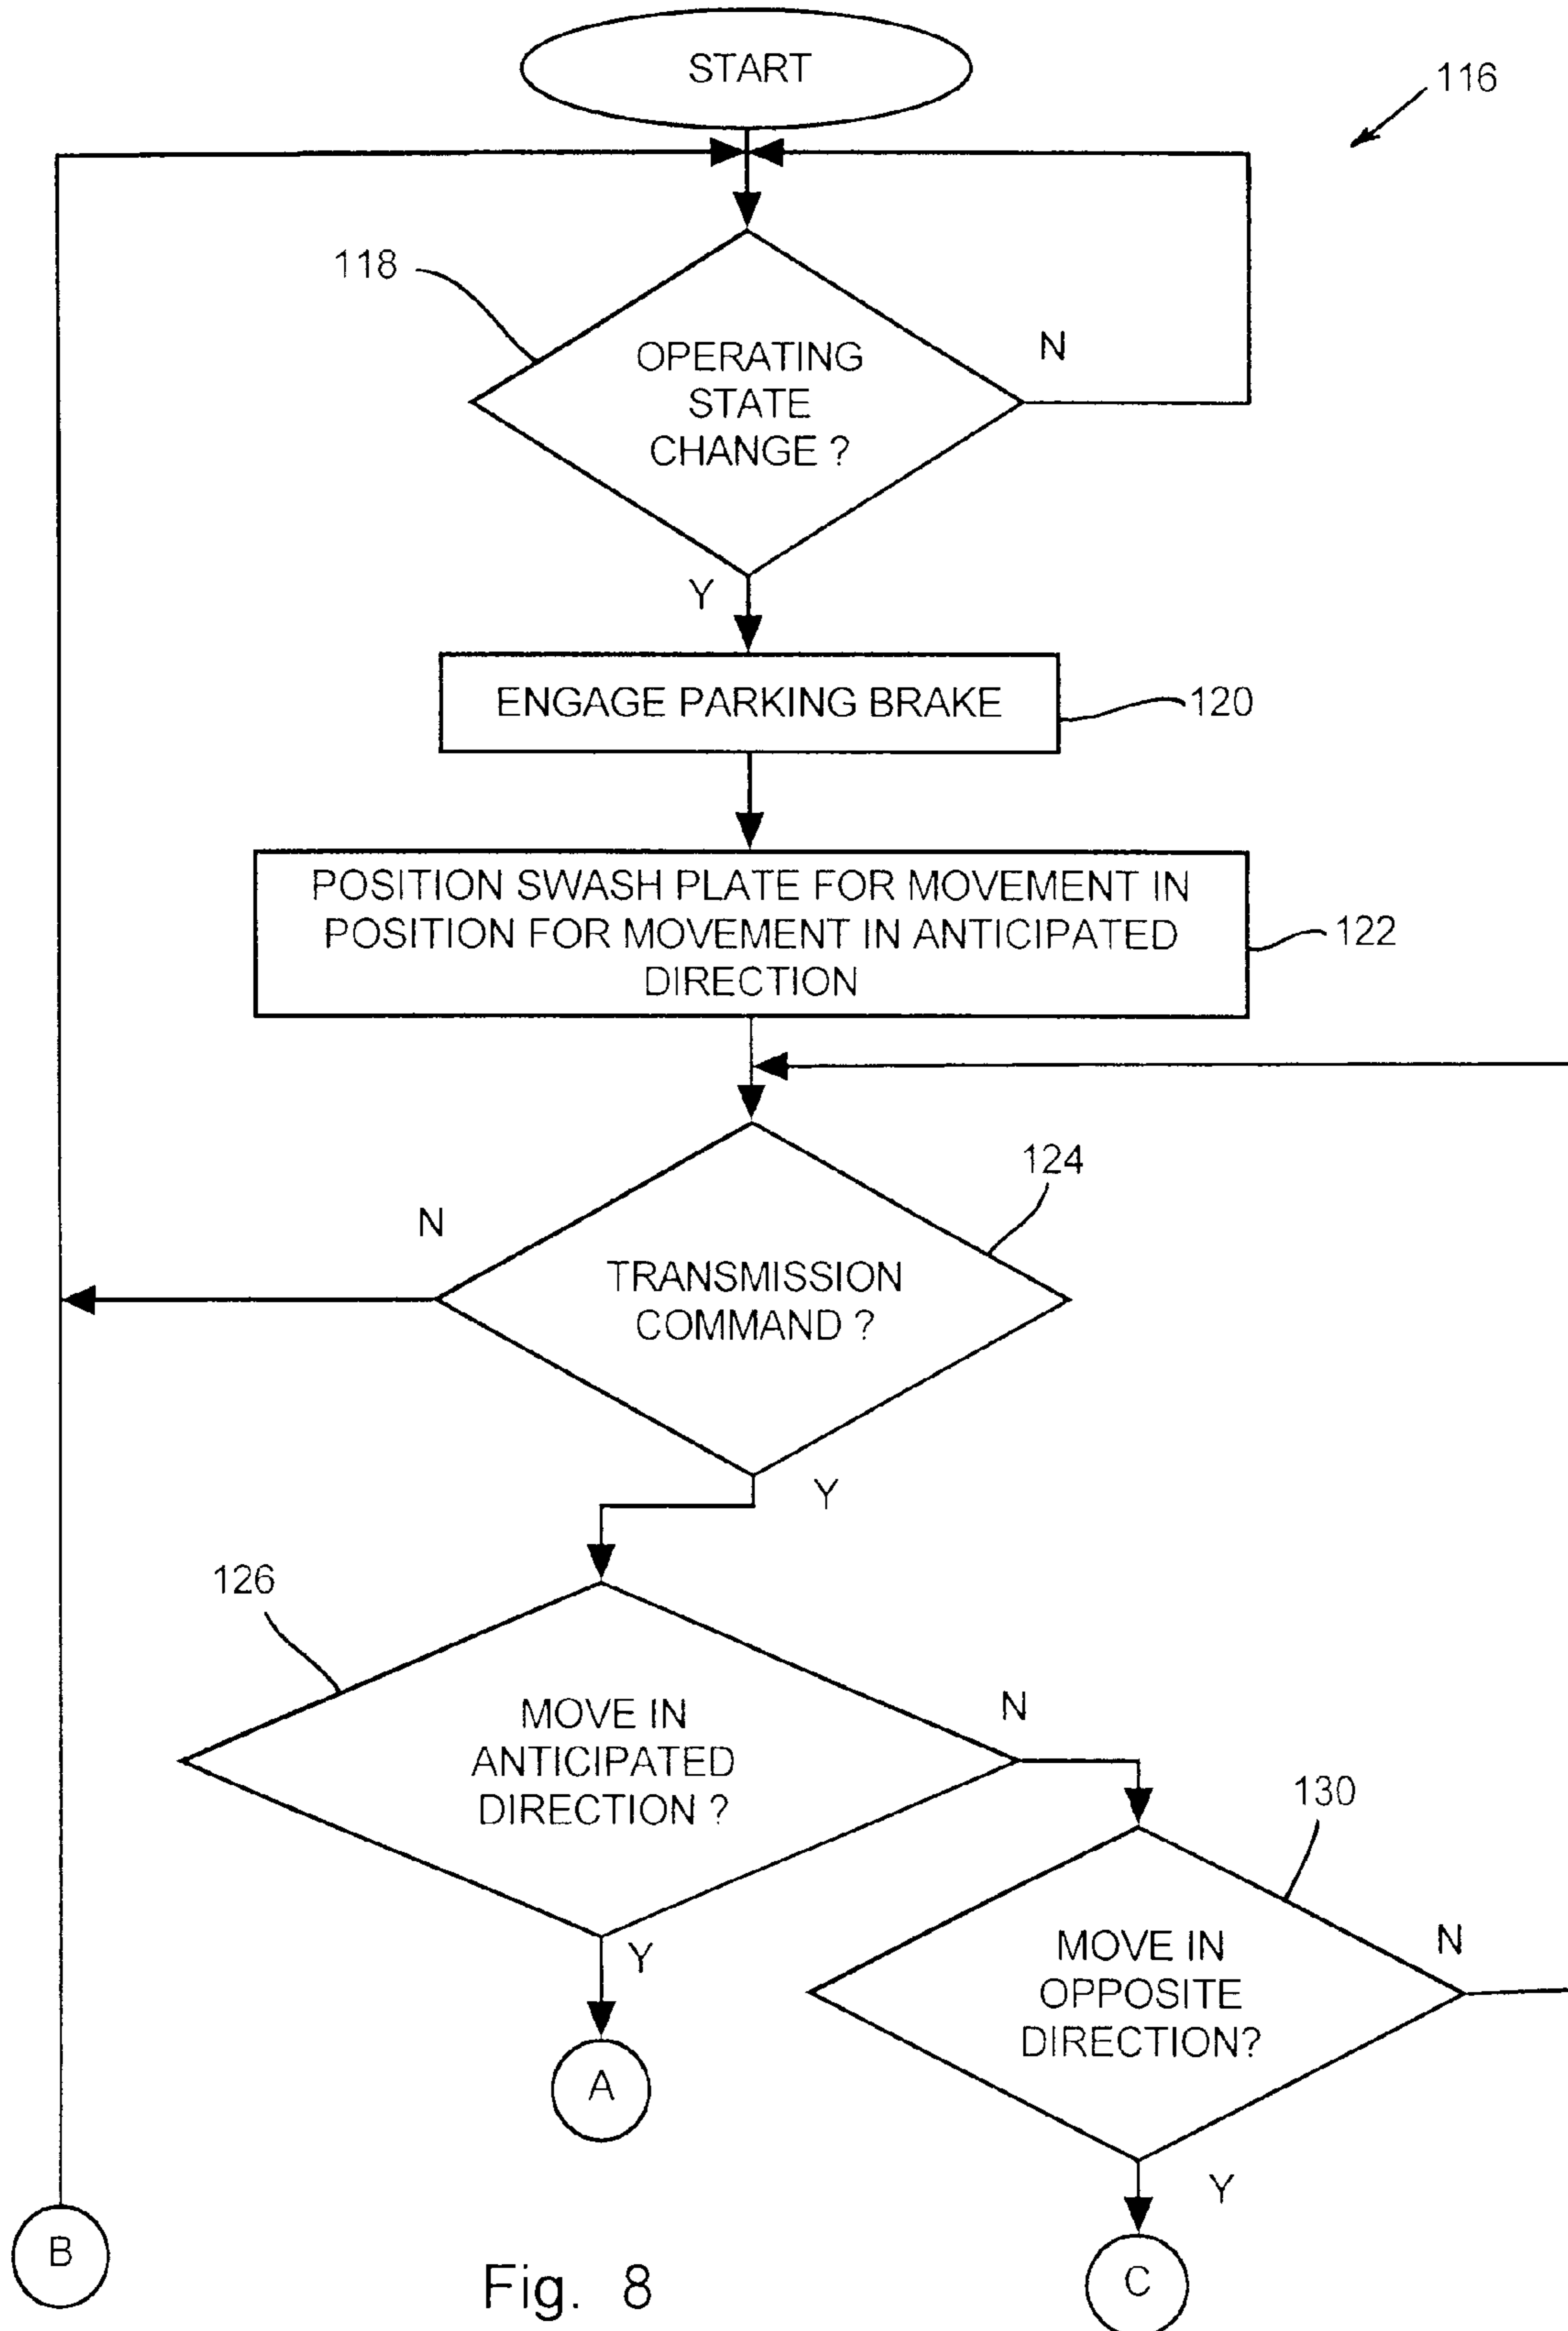 START
116
118
OPERATING
STATE
CHANGE ?
N
Y
ENGAGE PARKING BRAKE
120
POSITION SWASH PLATE FOR MOVEMENT IN
POSITION FOR MOVEMENT IN ANTICIPATED
DIRECTION
122
124
N
TRANSMISSION
COMMAND ?
Y
126
MOVE IN
ANTICIPATED
DIRECTION ?
N
130
Y
MOVE IN
OPPOSITE
DIRECTION?
N
A
Y
B
C
Fig. 8